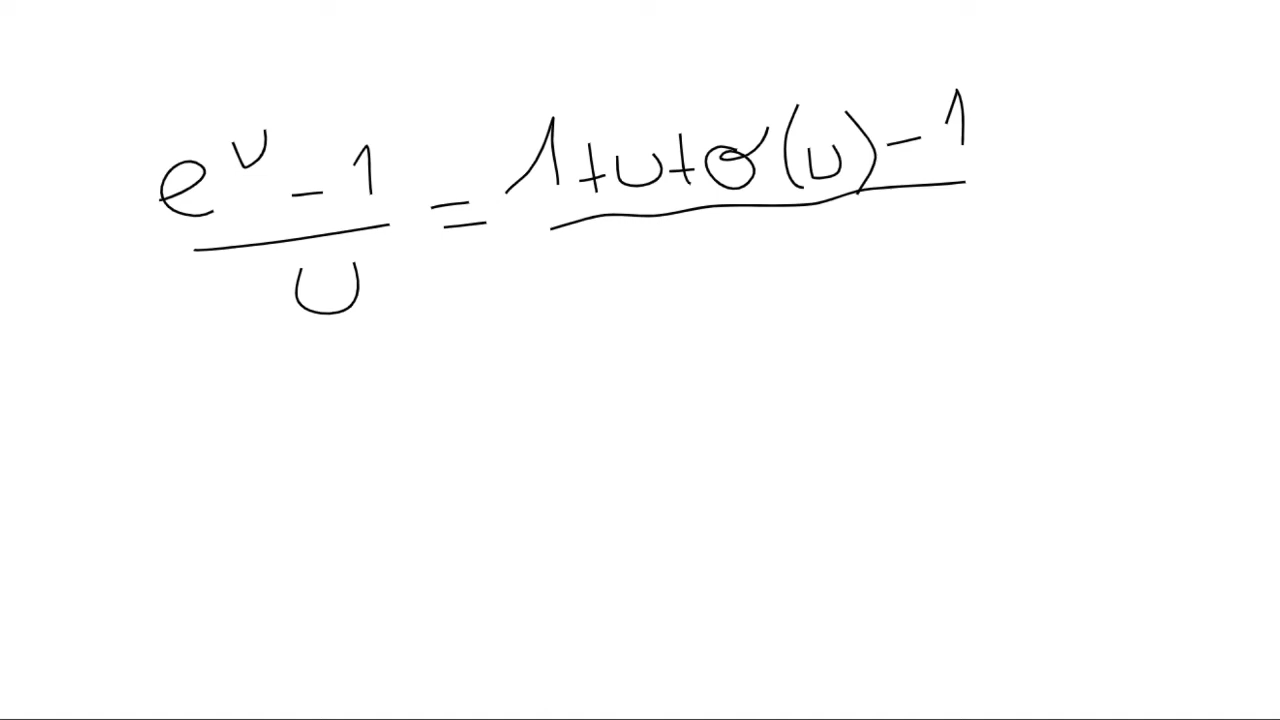 e^u - 1 / u = 1+u+σ(u) - 1